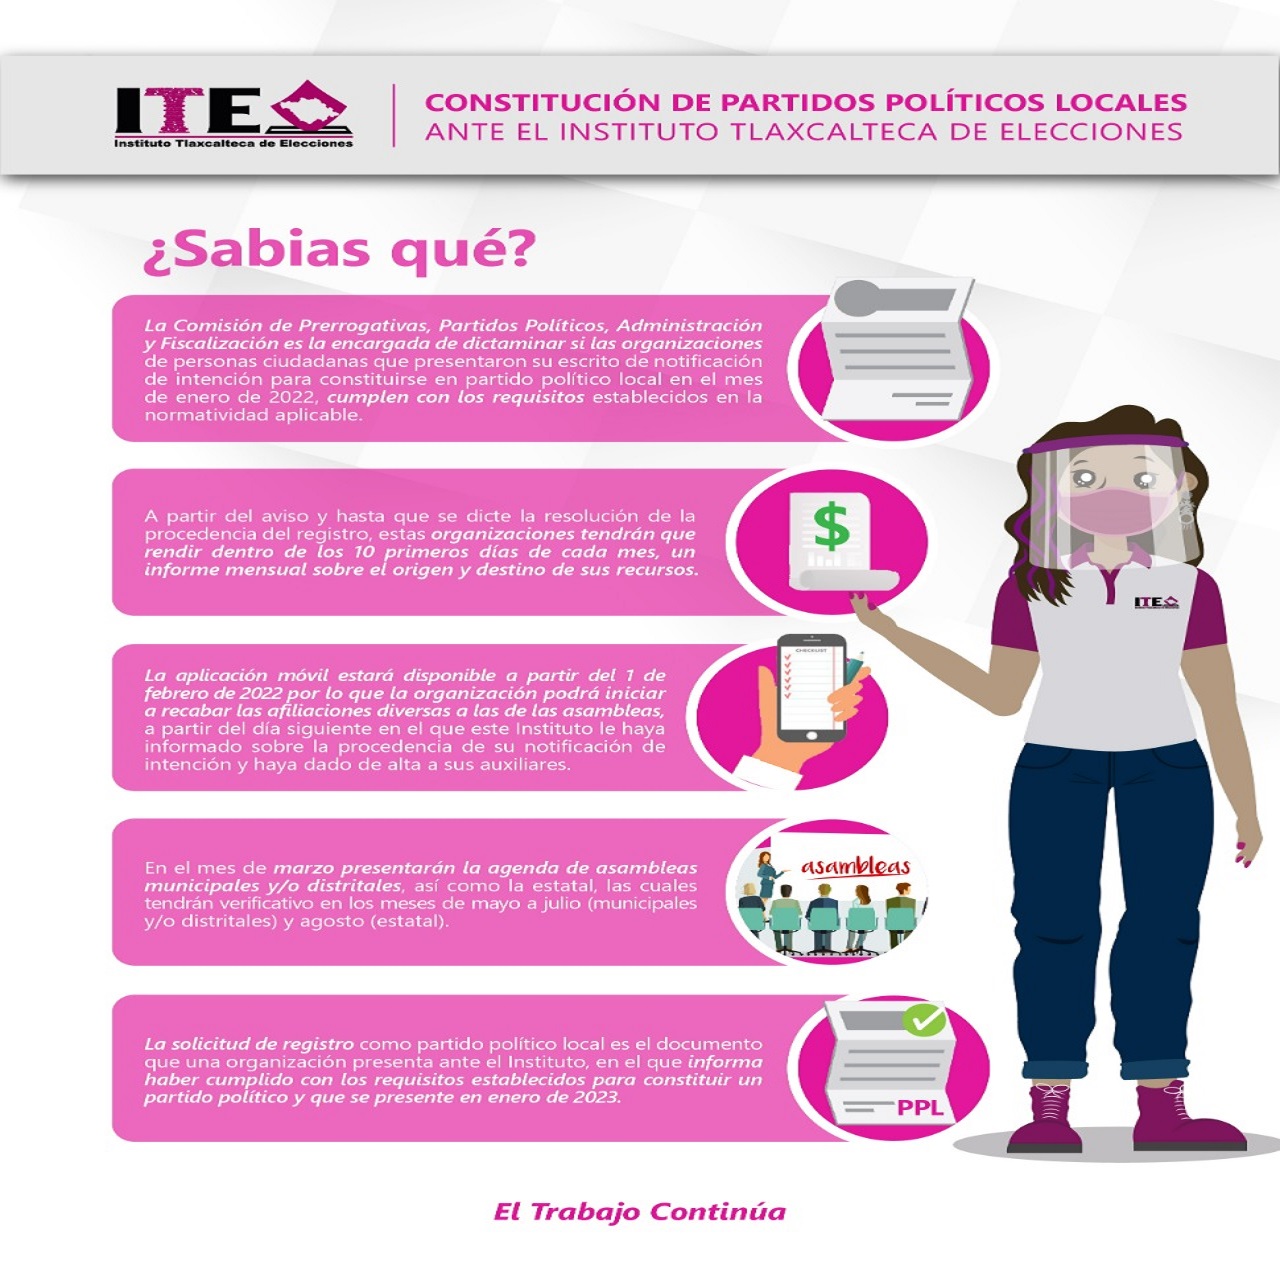 ITE
Instituto Tlaxcalteca de Elecciones
CONSTITUCIÓN DE PARTIDOS POLÍTICOS LOCALES
ANTE EL INSTITUTO TLAXCALTECA DE ELECCIONES
¿Sabias qué?
La Comisión de Prerrogativas, Partidos Políticos, Administración
y Fiscalización es la encargada de dictaminar si las organizaciones
de personas ciudadanas que presentaron su escrito de notificación
de intención para constituirse en partido político local en el mes
de enero de 2022, cumplen con los requisitos establecidos en la
normatividad aplicable.
A partir del aviso y hasta que se dicte la resolución de la
procedencia del registro, estas organizaciones tendrán que
rendir dentro de los 10 primeros días de cada mes, un
informe mensual sobre el origen y destino de sus recursos.
$
ITE
La aplicación móvil estará disponible a partir del 1 de
febrero de 2022 por lo que la organización podrá iniciar
a recabar las afiliaciones diversas a las de las asambleas,
a partir del día siguiente en el que este Instituto le haya
informado sobre la procedencia de su notificación de
intención y haya dado de alta a sus auxiliares.
CHECKLIST
En el mes de marzo presentarán la agenda de asambleas
municipales y/o distritales, así como la estatal, las cuales
tendrán verificativo en los meses de mayo a julio (municipales
y/o distritales) y agosto (estatal).
asambleas
La solicitud de registro como partido político local es el documento
que una organización presenta ante el Instituto, en el que informa
haber cumplido con los requisitos establecidos para constituir un
partido político y que se presente en enero de 2023.
PPL
El Trabajo Continúa